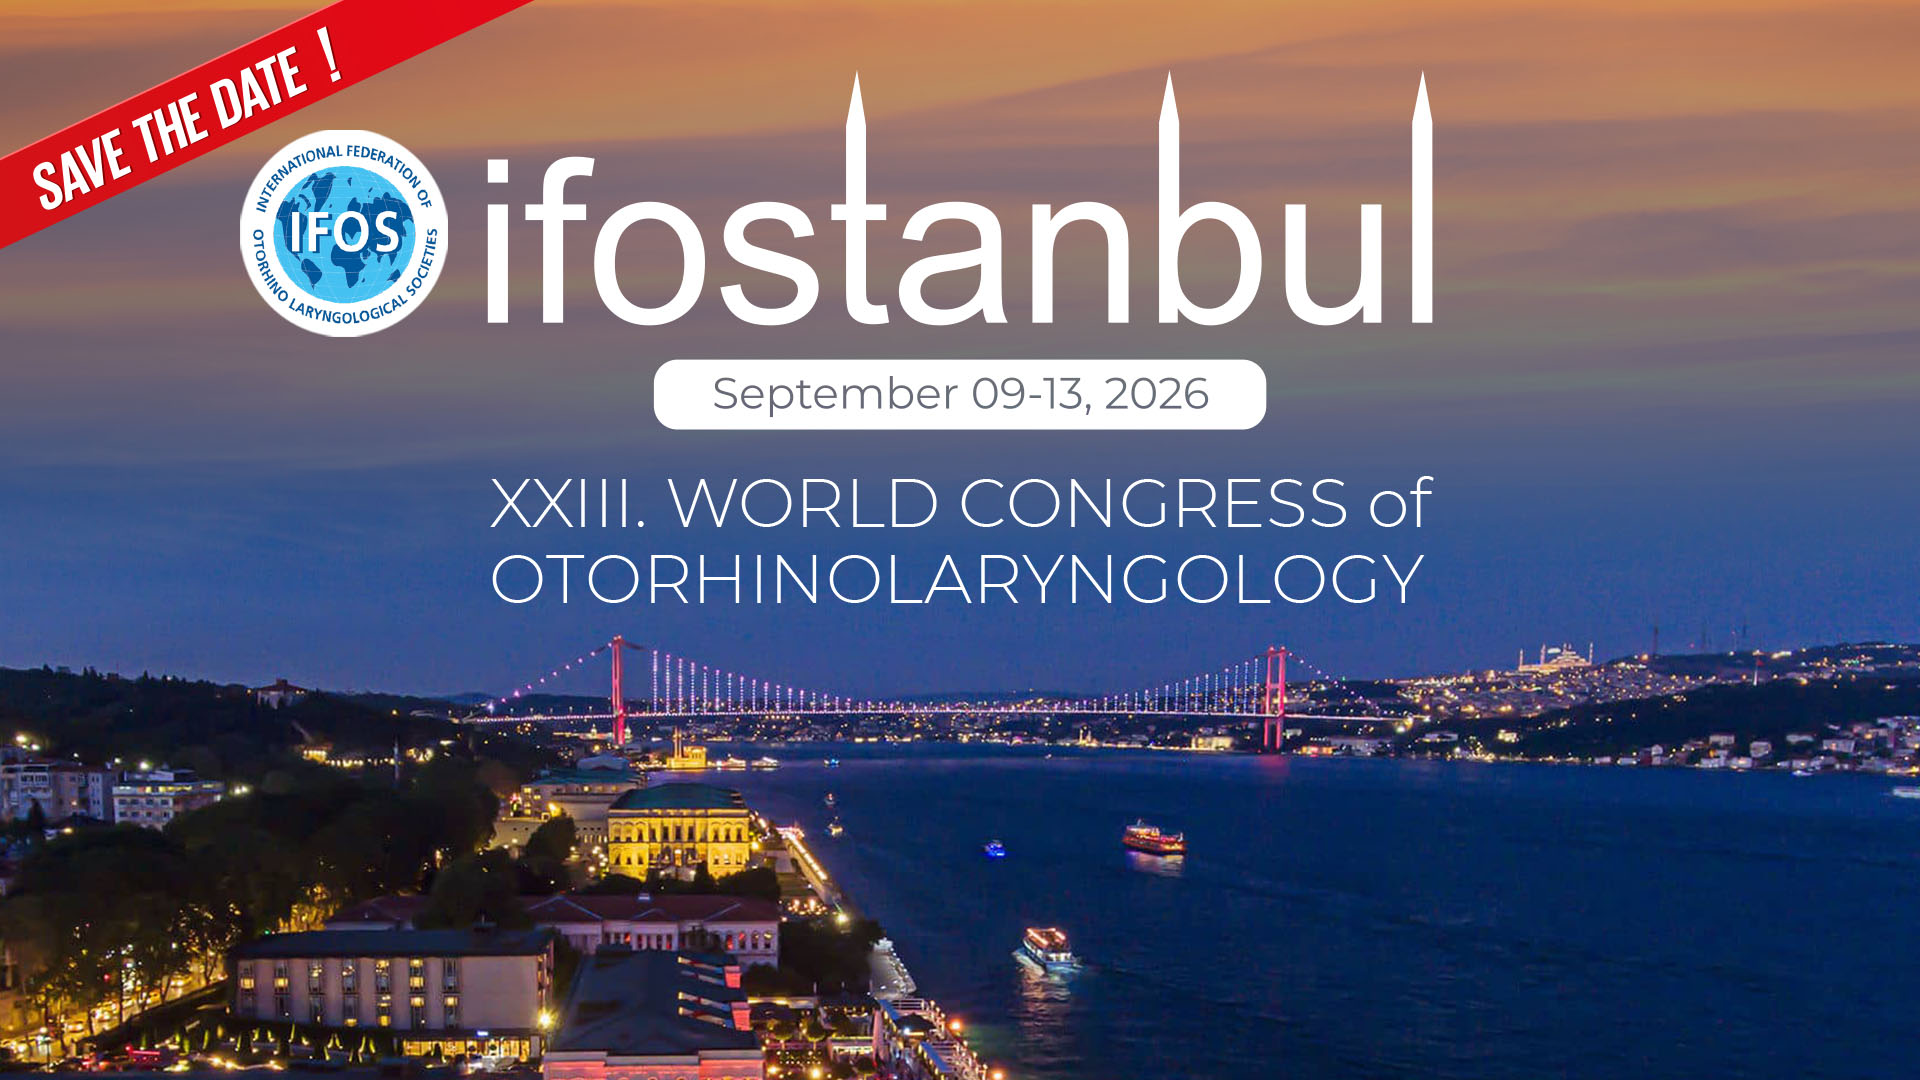 SAVE THE DATE !
INTERNATIONAL FEDERATION OF
IFOS
OTORHINO LARYNGOLOGICAL SOCIETIES
ifostanbul
September 09-13, 2026
XXIII. WORLD CONGRESS of
OTORHINOLARYNGOLOGY